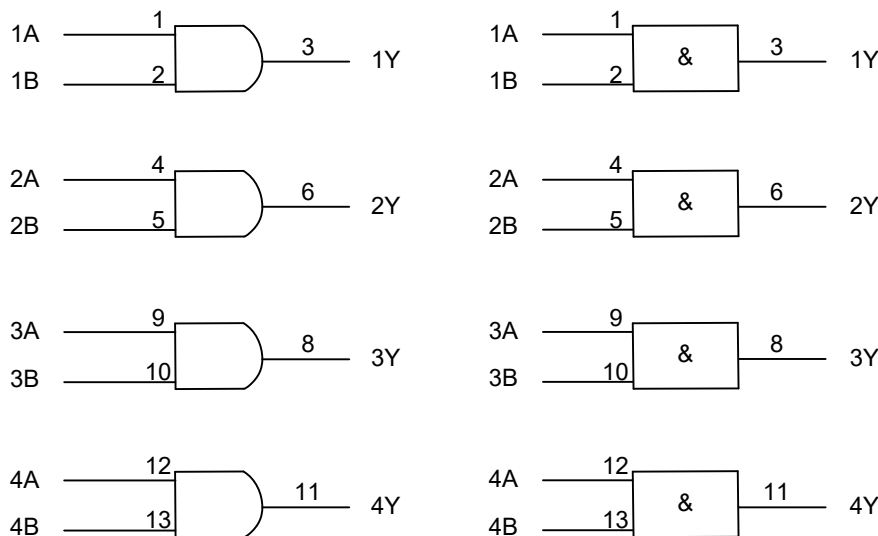 1A 1 3 1Y 1A 1 3 1Y
1B 2 1B 2 &
2A 4 6 2Y 2A 4 6 2Y
2B 5 2B 5 &
3A 9 8 3Y 3A 9 8 3Y
3B 10 3B 10 &
4A 12 11 4Y 4A 12 11 4Y
4B 13 4B 13 &